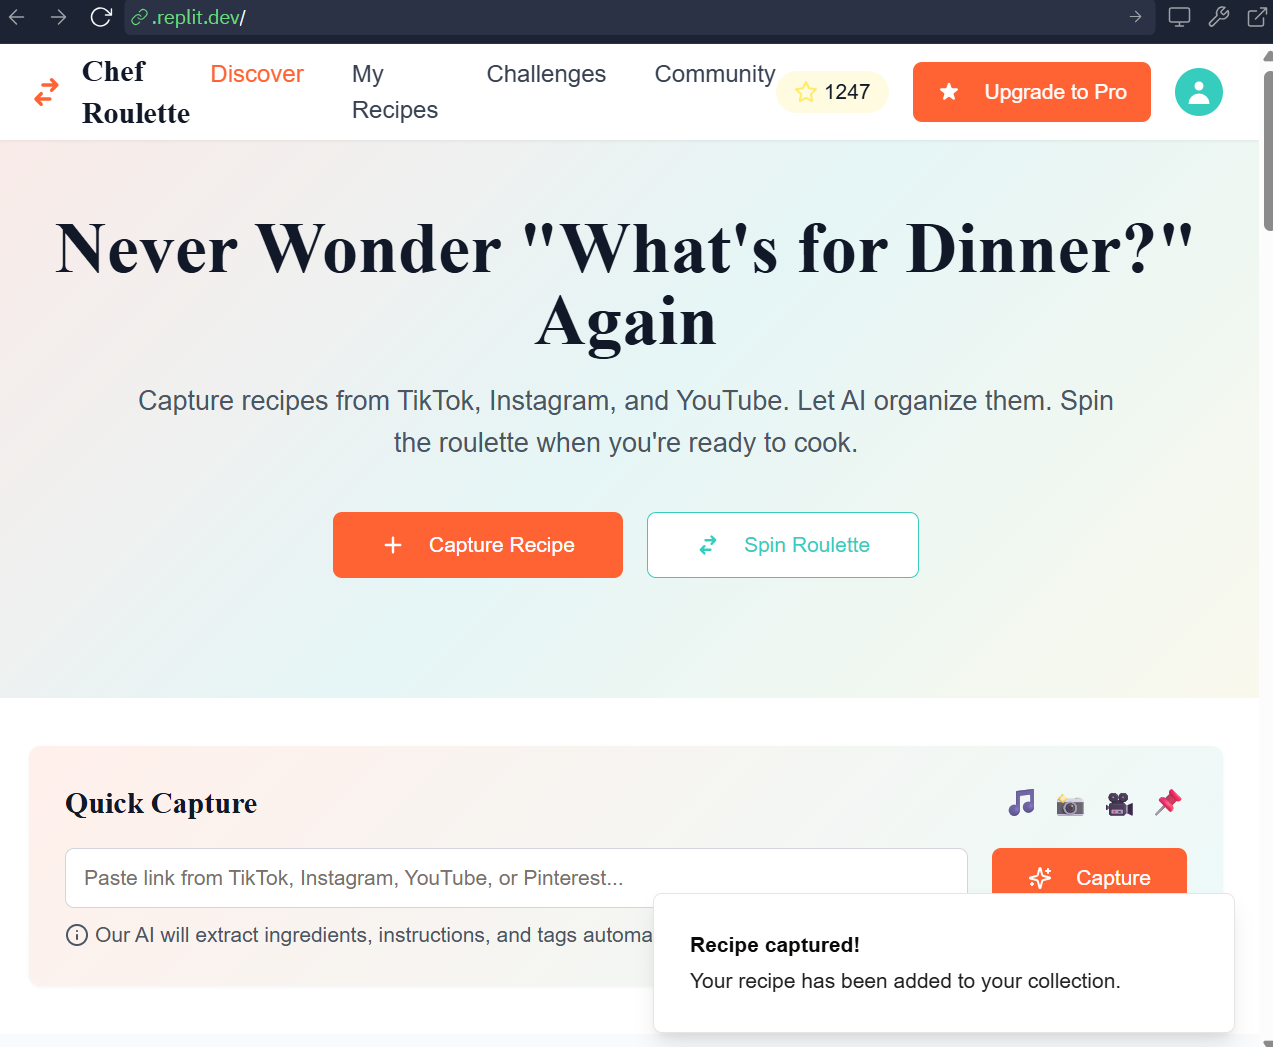 .replit.dev/
Chef
Roulette
Discover
My
Recipes
Challenges
Community
1247
Upgrade to Pro
Never Wonder "What's for Dinner?"
Again
Capture recipes from TikTok, Instagram, and YouTube. Let AI organize them. Spin
the roulette when you're ready to cook.
Capture Recipe
Spin Roulette
Quick Capture
Paste link from TikTok, Instagram, YouTube, or Pinterest...
Capture
Our AI will extract ingredients, instructions, and tags automa
Recipe captured!
Your recipe has been added to your collection.